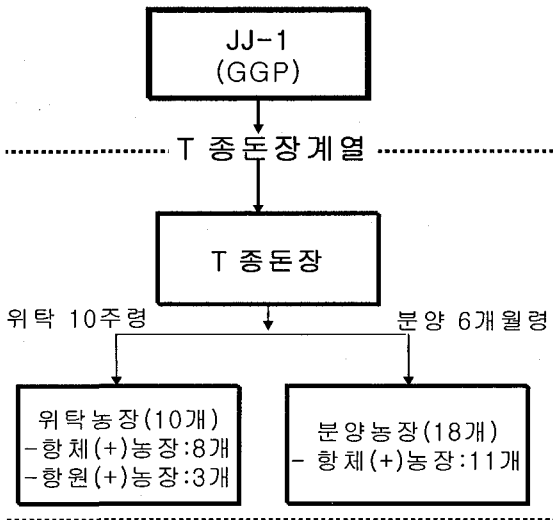 JJ-1
(GGP)
T 종돈장계열
T 종돈장
위탁 10주령
분양 6개월령
위탁농장(10개)
-항체(+)농장:8개
-항원(+)농장:3개
분양농장(18개)
- 항체(+)농장:11개